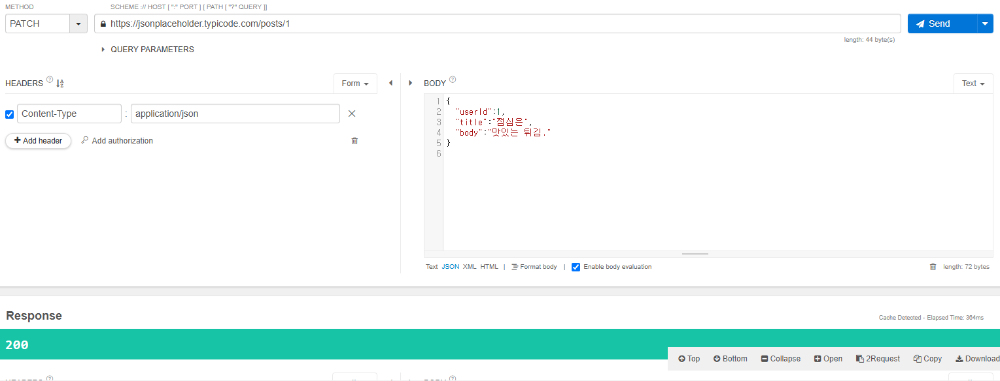 METHOD
SCHEME :// HOST [ ":" PORT ] [ PATH [ "?" QUERY ]]
PATCH
https://jsonplaceholder.typicode.com/posts/1
Send
length: 44 byte(s)
QUERY PARAMETERS
HEADERS ?
Form
BODY ?
Text
Content-Type : application/json
+ Add header
Add authorization
1 {
2 "userId":1,
3 "title":"점심은",
4 "body":"맛있는 튀김."
5 }
6
Text JSON XML HTML | Format body | Enable body evaluation
length: 72 bytes
Response
Cache Detected - Elapsed Time: 364ms
200
Top Bottom Collapse Open 2Request Copy Download